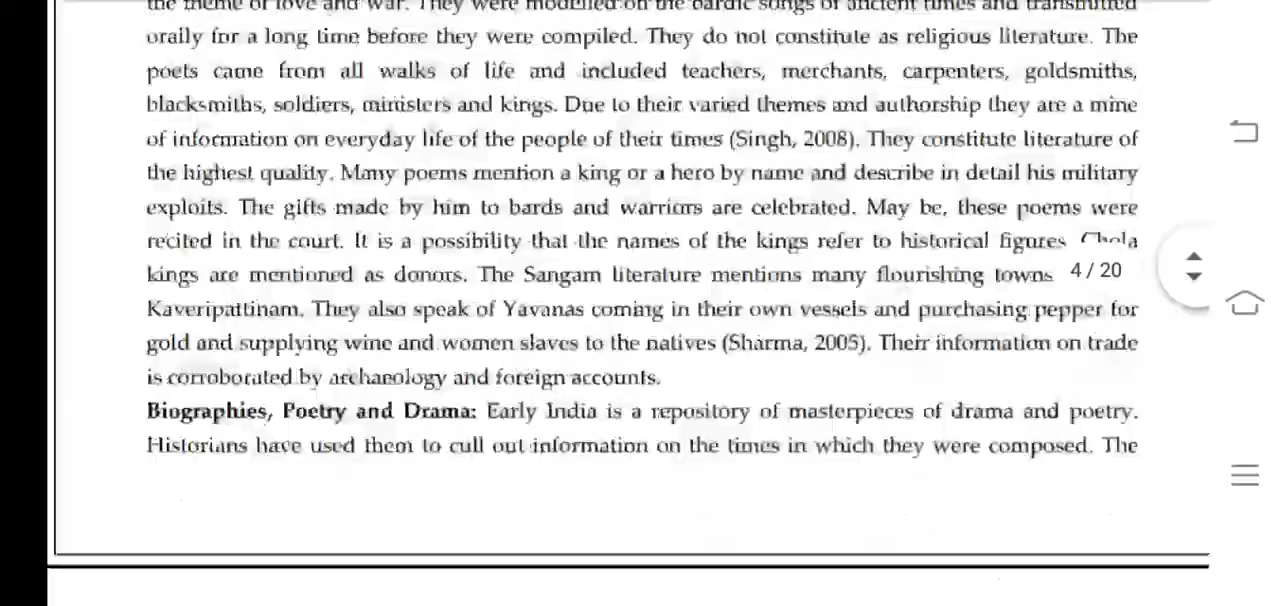 the theme of love and war. They were modelled on the bardic songs of ancient times and transmitted
orally for a long time before they were compiled. They do not constitute as religious literature. The
poets came from all walks of life and included teachers, merchants, carpenters, goldsmiths,
blacksmiths, soldiers, ministers and kings. Due to their varied themes and authorship they are a mine
of information on everyday life of the people of their times (Singh, 2008). They constitute literature of
the highest quality. Many poems mention a king or a hero by name and describe in detail his military
exploits. The gifts made by him to bards and warriors are celebrated. May be, these poems were
recited in the court. It is a possibility that the names of the kings refer to historical figures Chola
kings are mentioned as donors. The Sangam literature mentions many flourishing towns
4 / 20
Kaveripattinam. They also speak of Yavanas coming in their own vessels and purchasing pepper for
gold and supplying wine and women slaves to the natives (Sharma, 2005). Their information on trade
is corroborated by archaeology and foreign accounts.
Biographies, Poetry and Drama: Early India is a repository of masterpieces of drama and poetry.
Historians have used them to cull out information on the times in which they were composed. The